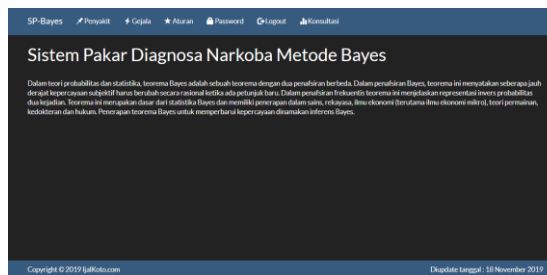 SP-Bayes Penyakit Gejala Aturan Password Logout Konsultasi
Sistem Pakar Diagnosa Narkoba Metode Bayes
Dalam teori probabilitas dan statistika, teorema Bayes adalah sebuah teorema dengan dua penafsiran berbeda. Dalam penafsiran Bayes, teorema ini menyatakan seberapa jauh
derajat kepercayaan subjektif harus berubah secara rasional ketika ada petunjuk baru. Dalam penafsiran frekuentis teorema ini menjelaskan representasi invers probabilitas
dua kejadian. Teorema ini merupakan dasar dari statistika Bayes dan memiliki penerapan dalam sains, rekayasa, ilmu ekonomi (terutama ilmu ekonomi mikro), teori permainan,
kedokteran dan hukum. Penerapan teorema Bayes untuk memperbarui kepercayaan dinamakan inferens Bayes.
Copyright © 2019 IjalKoto.com Diupdate tanggal : 18 November 2019